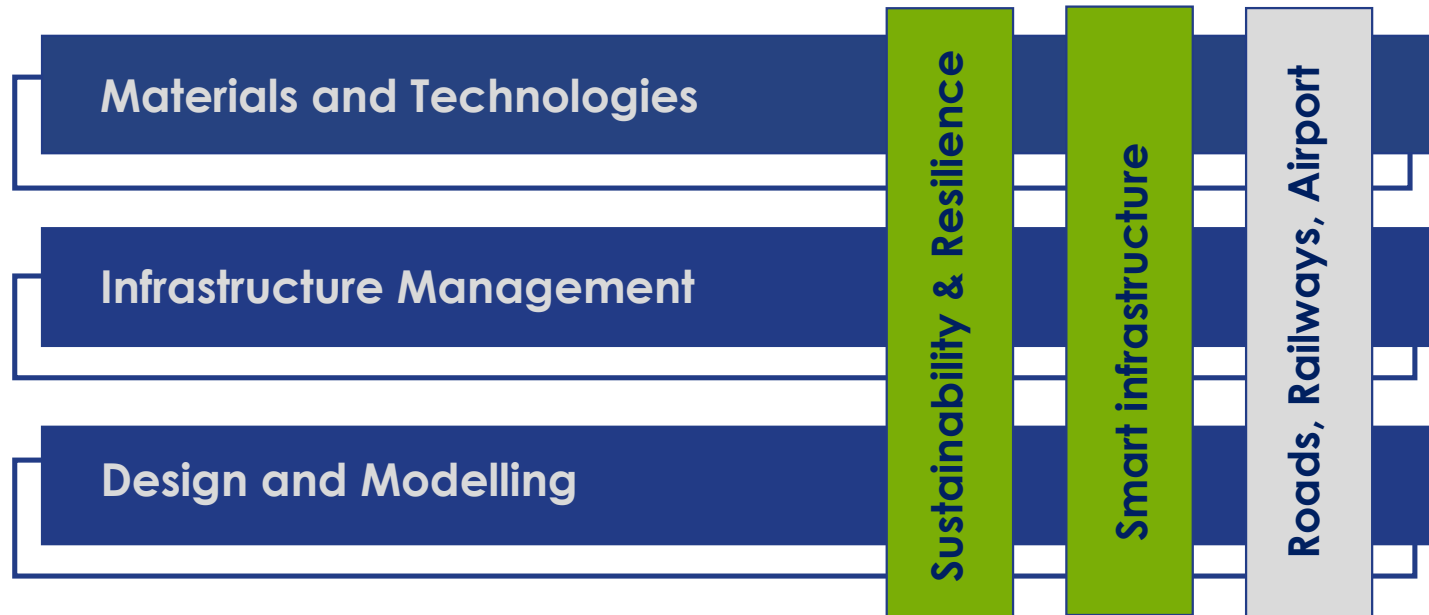 Materials and Technologies
Infrastructure Management
Design and Modelling
Sustainability & Resilience
Smart infrastructure
Roads, Railways, Airport